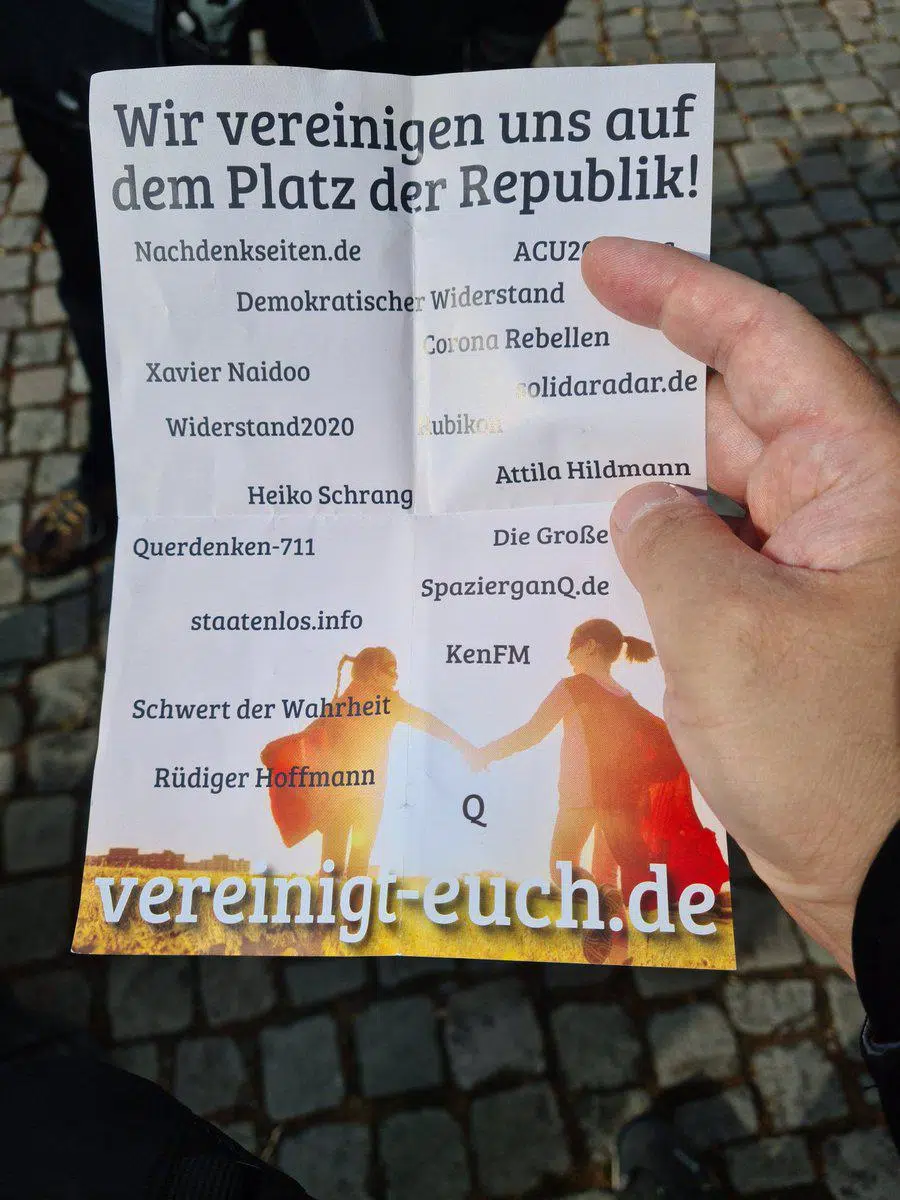 Wir vereinigen uns auf
dem Platz der Republik!
Nachdenkseiten.de
Demokratischer Widerstand
Corona Rebellen
Xavier Naidoo
solidaradar.de
Widerstand2020
Rubikon
Attila Hildmann
Heiko Schrang
Die Große
Querdenken-711
SpazierganQ.de
staatenlos.info
KenFM
Schwert der Wahrheit
Rüdiger Hoffmann
Q
vereinigt-euch.de